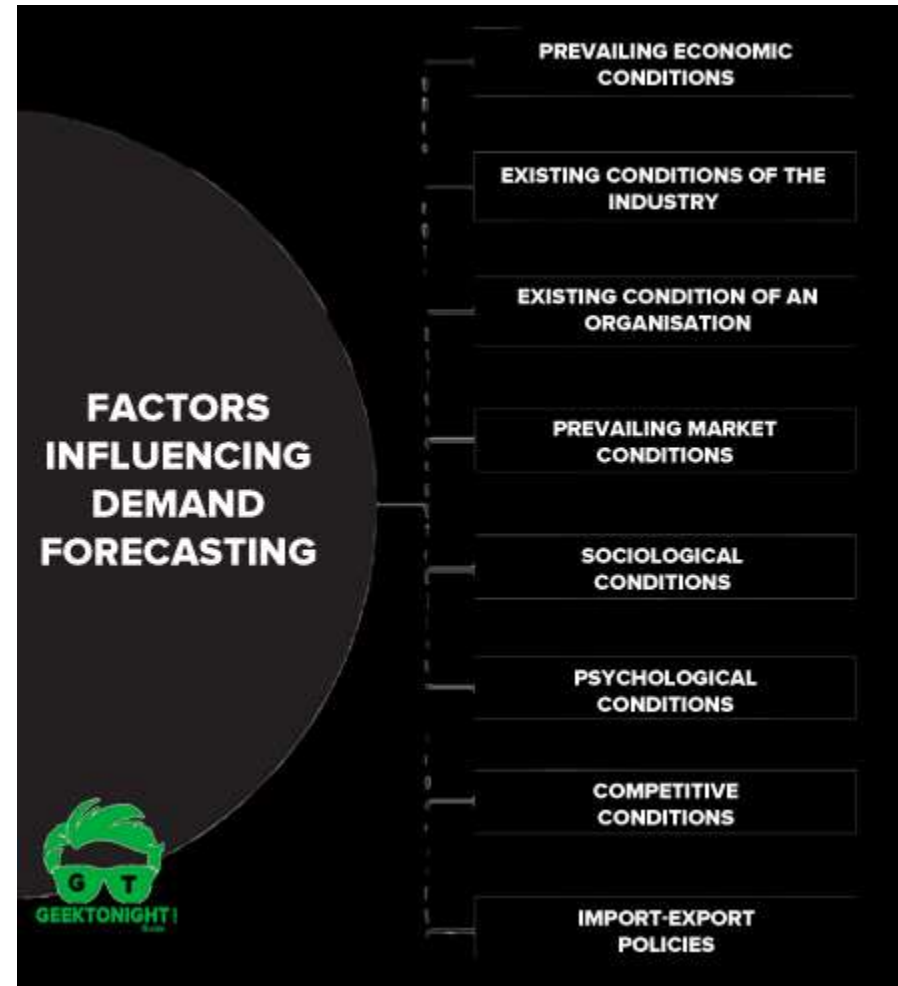 FACTORS
INFLUENCING
DEMAND
FORECASTING
PREVAILING ECONOMIC
CONDITIONS
EXISTING CONDITIONS OF THE
INDUSTRY
EXISTING CONDITION OF AN
ORGANISATION
PREVAILING MARKET
CONDITIONS
SOCIOLOGICAL
CONDITIONS
PSYCHOLOGICAL
CONDITIONS
COMPETITIVE
CONDITIONS
IMPORT-EXPORT
POLICIES
G T
GEEKTONIGHT!